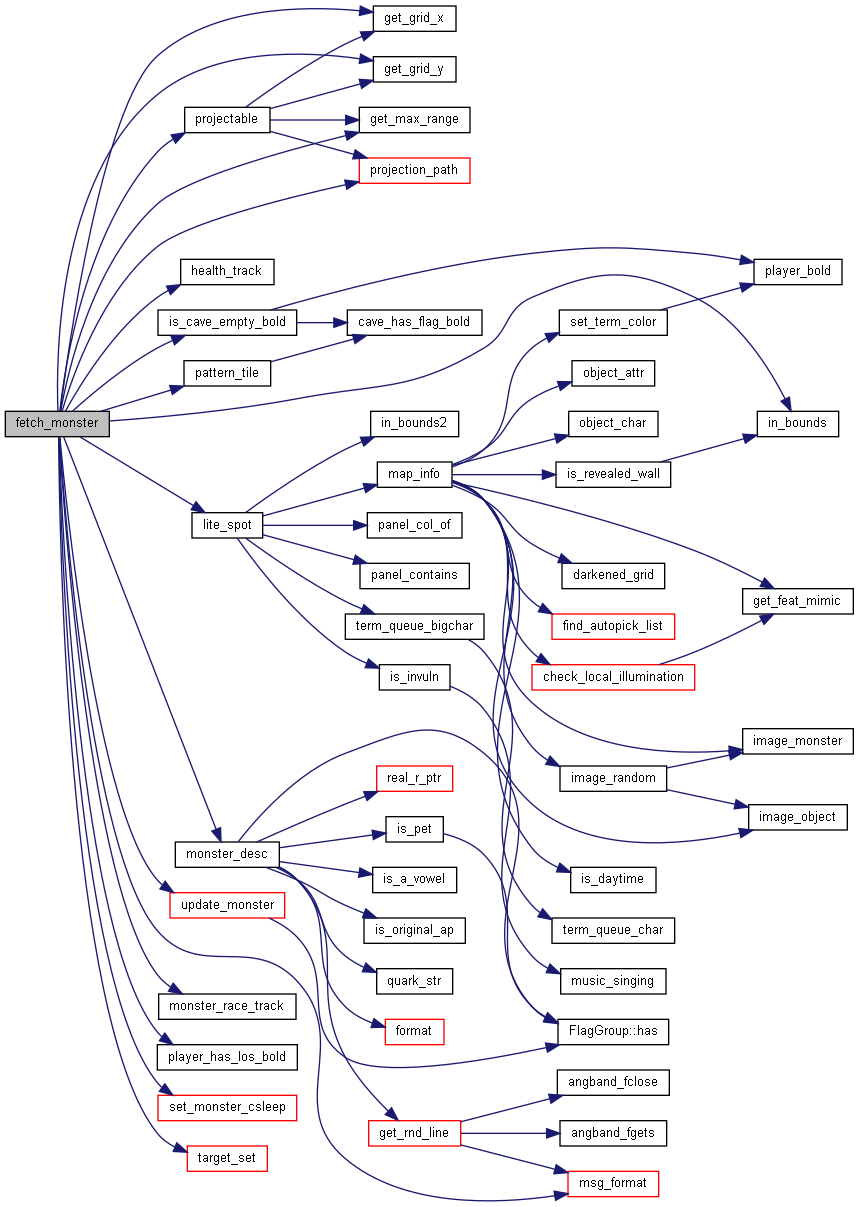 get_grid_x
get_grid_y
projectable
get_max_range
projection_path
health_track
player_bold
is_cave_empty_bold
cave_has_flag_bold
set_term_color
pattern_tile
object_attr
fetch_monster
in_bounds2
object_char
in_bounds
map_info
is_revealed_wall
lite_spot
panel_col_of
panel_contains
darkened_grid
get_feat_mimic
term_queue_bigchar
find_autopick_list
is_invuln
check_local_illumination
image_monster
real_r_ptr
image_random
is_pet
image_object
monster_desc
is_a_vowel
is_daytime
update_monster
is_original_ap
term_queue_char
quark_str
music_singing
monster_race_track
format
FlagGroup::has
player_has_los_bold
angband_fclose
set_monster_csleep
get_rnd_line
angband_fgets
target_set
msg_format